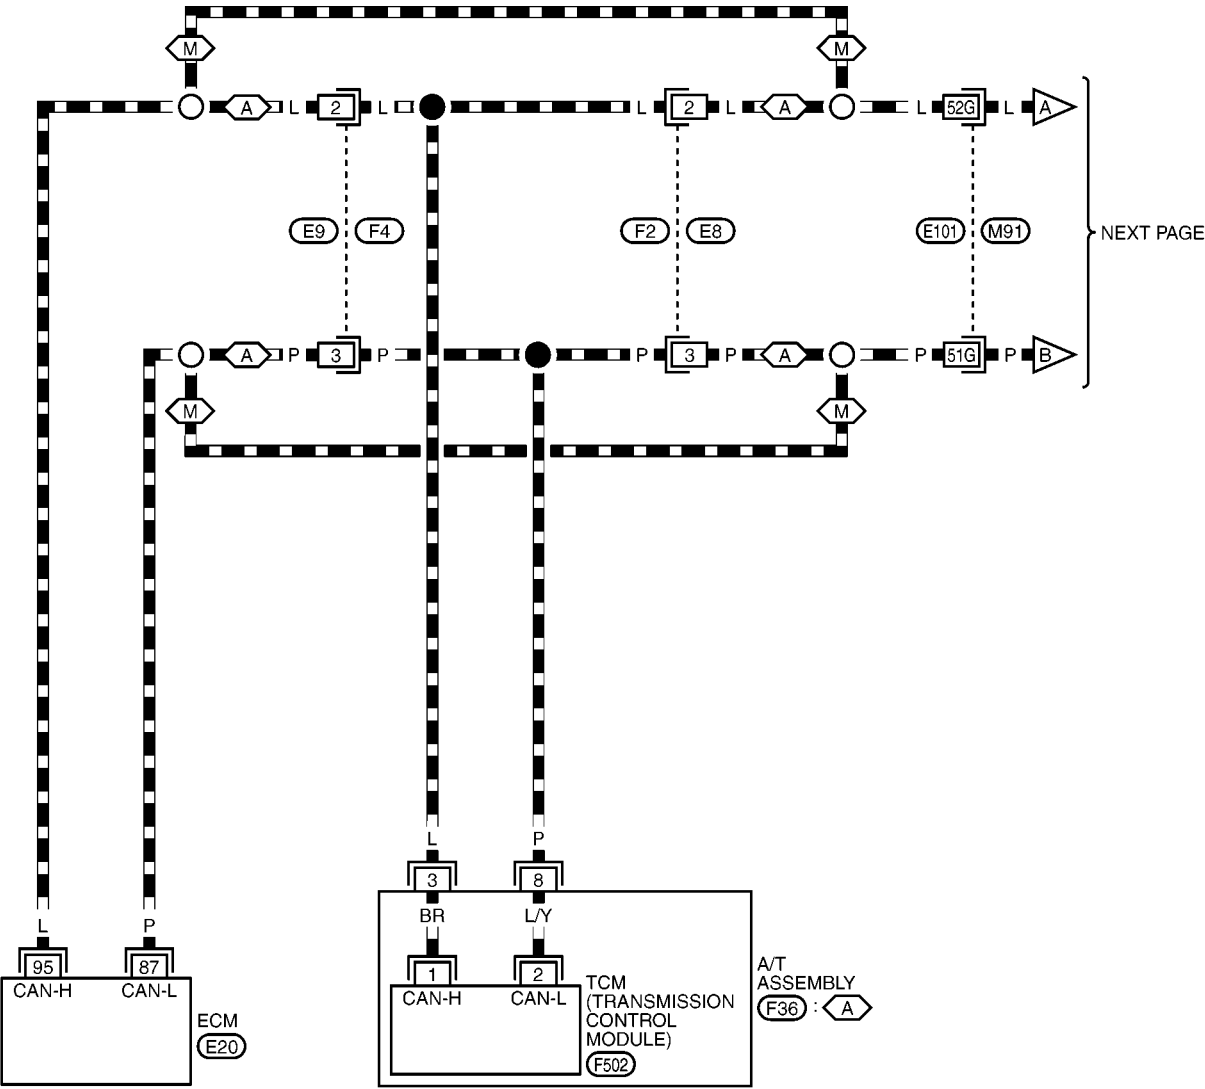 M M
A L 2 L L 2 L A L 52G L A
E9 F4 F2 E8 E101 M91 NEXT PAGE
A P 3 P P 3 P A P 51G P B
M M
L P
3 8
BR L/Y
L P
95 87
1 2
CAN-H CAN-L
CAN-H CAN-L
ECM
E20
TCM
(TRANSMISSION
CONTROL
MODULE)
F502
A/T
ASSEMBLY
F36 : A